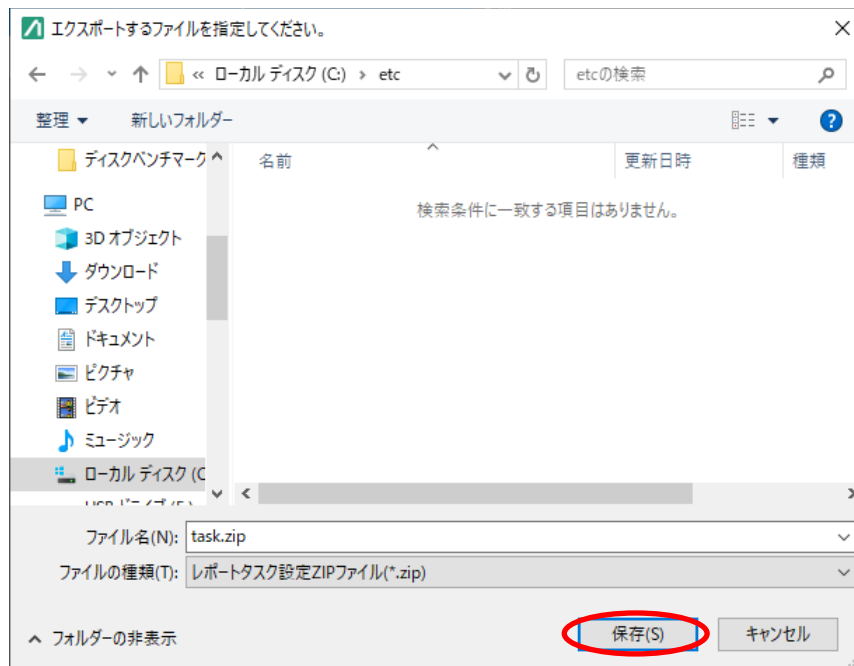 エクスポートするファイルを指定してください。
« ローカル ディスク (C:) › etc
etcの検索
整理 新しいフォルダー
名前 更新日時 種類
検索条件に一致する項目はありません。
ディスクベンチマーク
PC
3D オブジェクト
ダウンロード
デスクトップ
ドキュメント
ピクチャ
ビデオ
ミュージック
ローカル ディスク (C
ファイル名(N): task.zip
ファイルの種類(T): レポートタスク設定ZIPファイル(*.zip)
フォルダーの非表示 保存(S) キャンセル